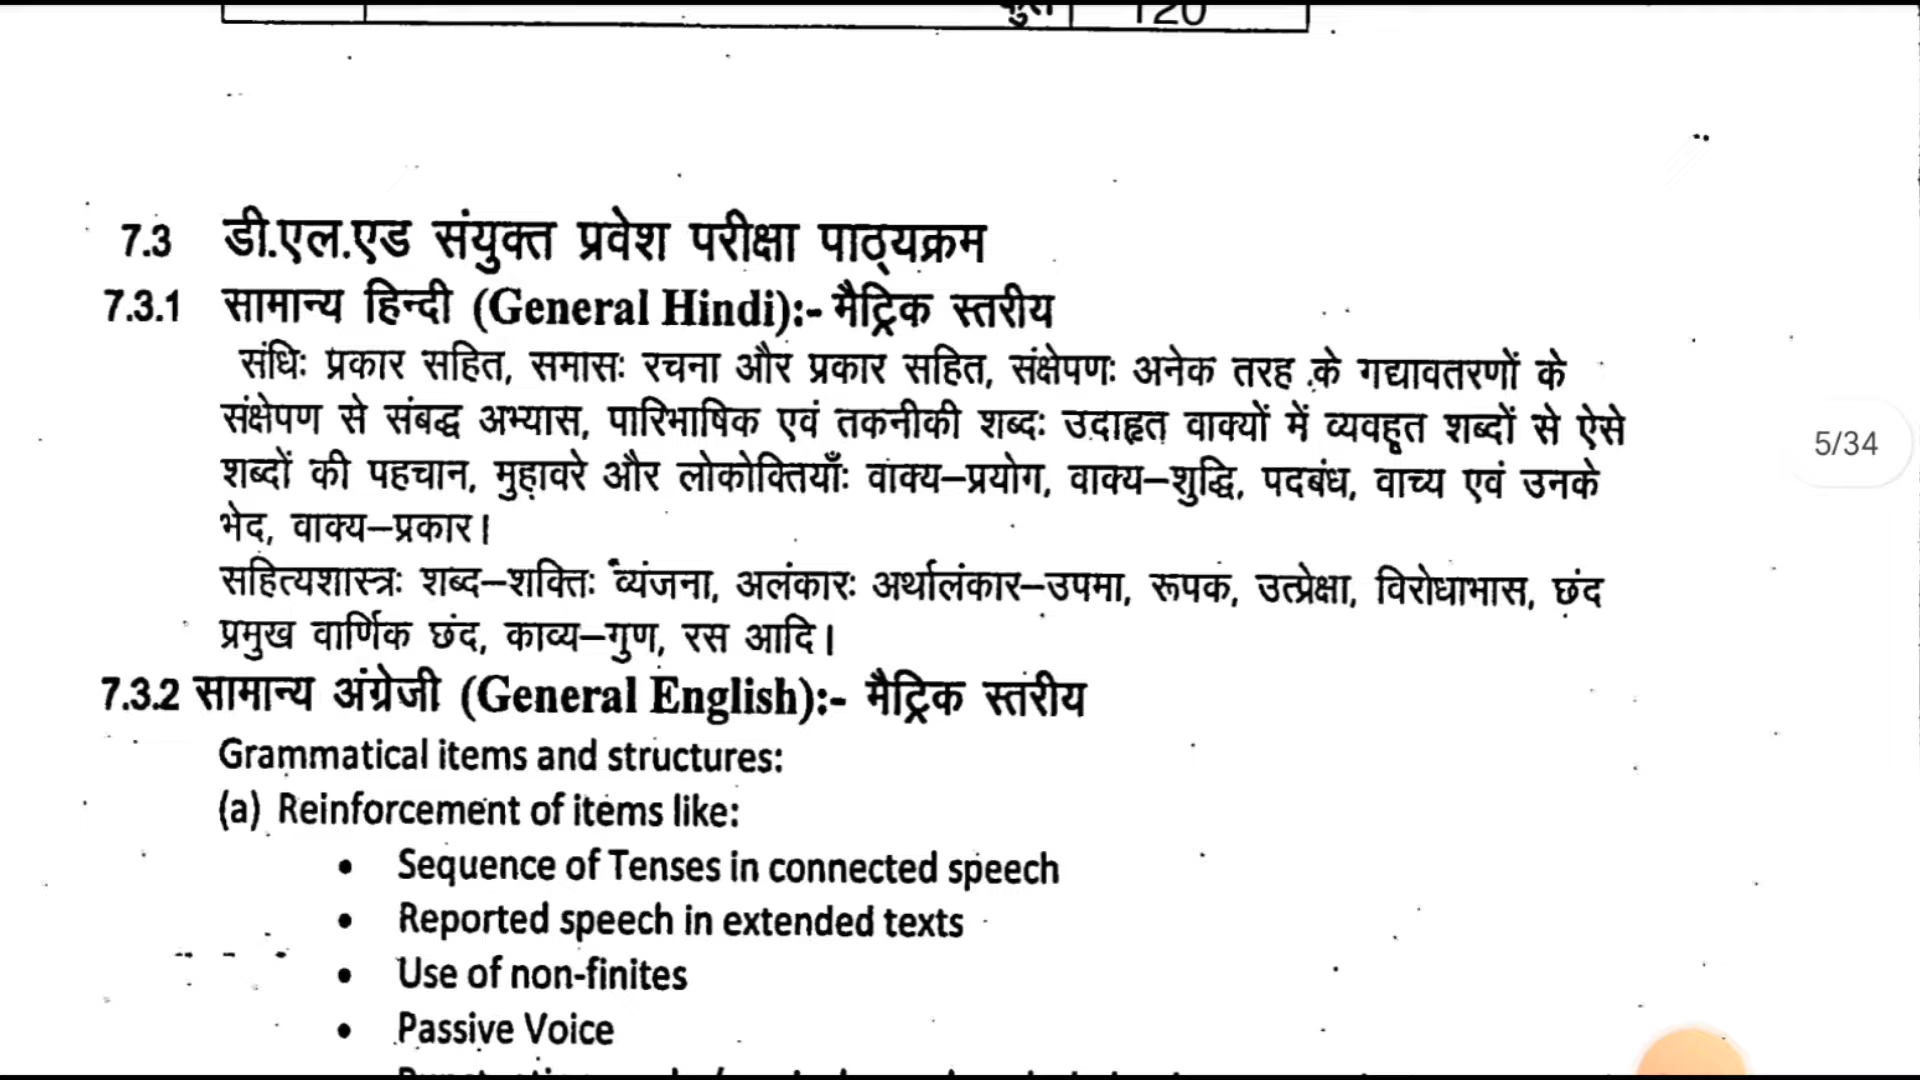 कुल 120
7.3 डी.एल.एड संयुक्त प्रवेश परीक्षा पाठ्यक्रम
7.3.1 सामान्य हिन्दी (General Hindi):- मैट्रिक स्तरीय
संधिः प्रकार सहित, समासः रचना और प्रकार सहित, संक्षेपणः अनेक तरह के गद्यावतरणों के
संक्षेपण से संबद्ध अभ्यास, पारिभाषिक एवं तकनीकी शब्दः उदाहृत वाक्यों में व्यवहृत शब्दों से ऐसे
शब्दों की पहचान, मुहावरे और लोकोक्तियाँः वाक्य–प्रयोग, वाक्य–शुद्धि, पदबंध, वाच्य एवं उनके
भेद, वाक्य–प्रकार।
सहित्यशास्त्रः शब्द–शक्तिः व्यंजना, अलंकारः अर्थालंकार–उपमा, रूपक, उत्प्रेक्षा, विरोधाभास, छंद
प्रमुख वार्णिक छंद, काव्य–गुण, रस आदि।
5/34
7.3.2 सामान्य अंग्रेजी (General English):- मैट्रिक स्तरीय
Grammatical items and structures:
(a) Reinforcement of items like:
• Sequence of Tenses in connected speech
• Reported speech in extended texts
• Use of non-finites
• Passive Voice